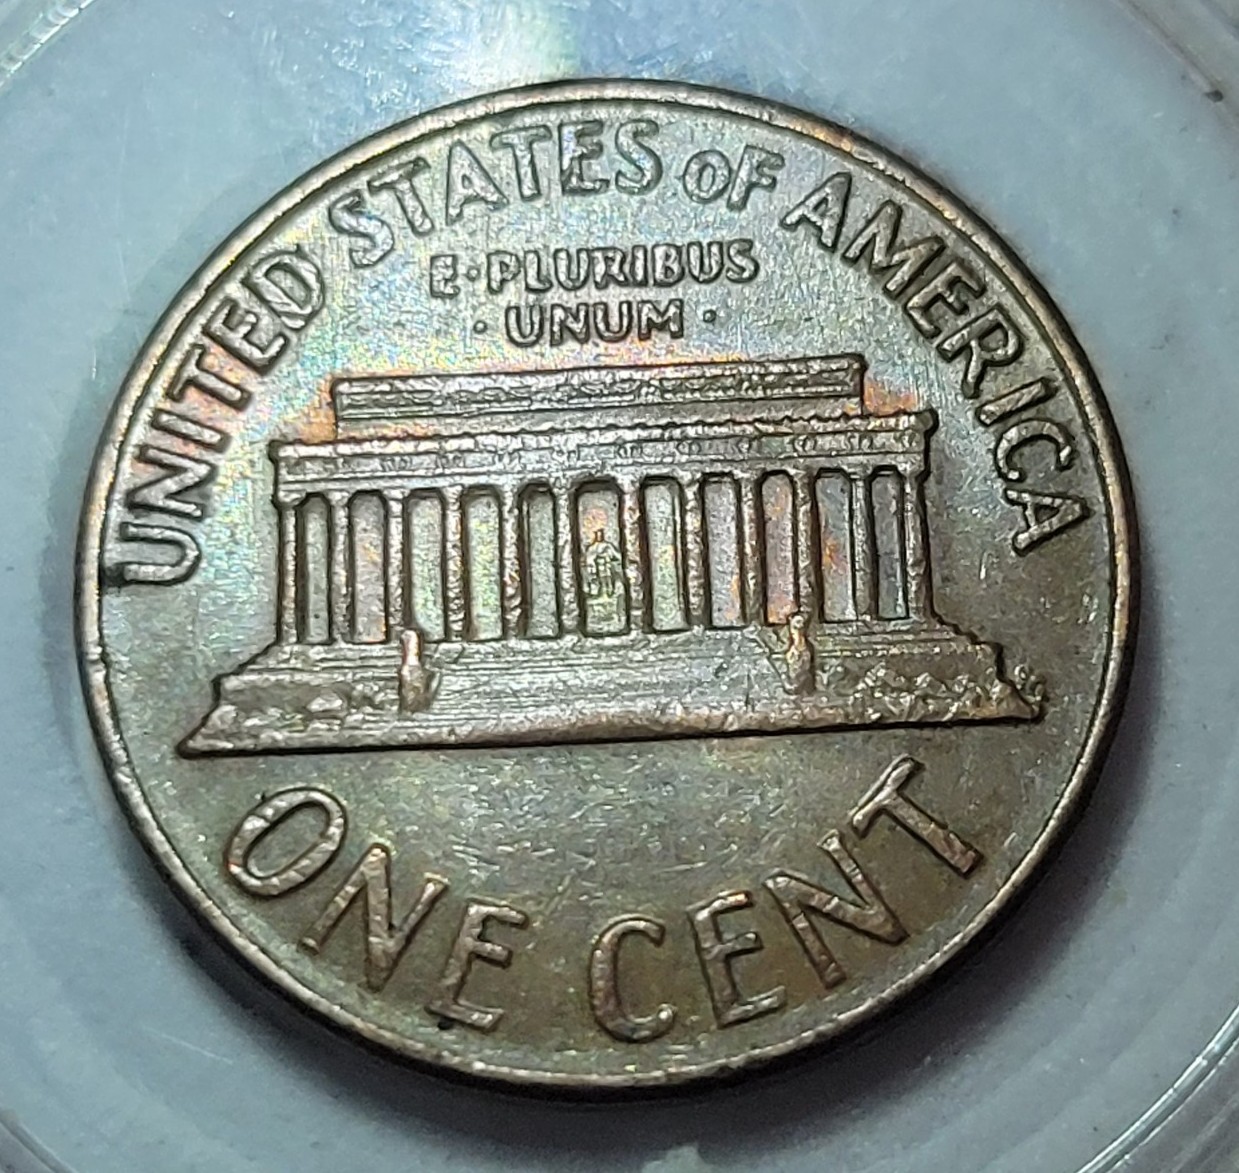 UNITED STATES OF AMERICA
E·PLURIBUS
·UNUM·
ONE CENT